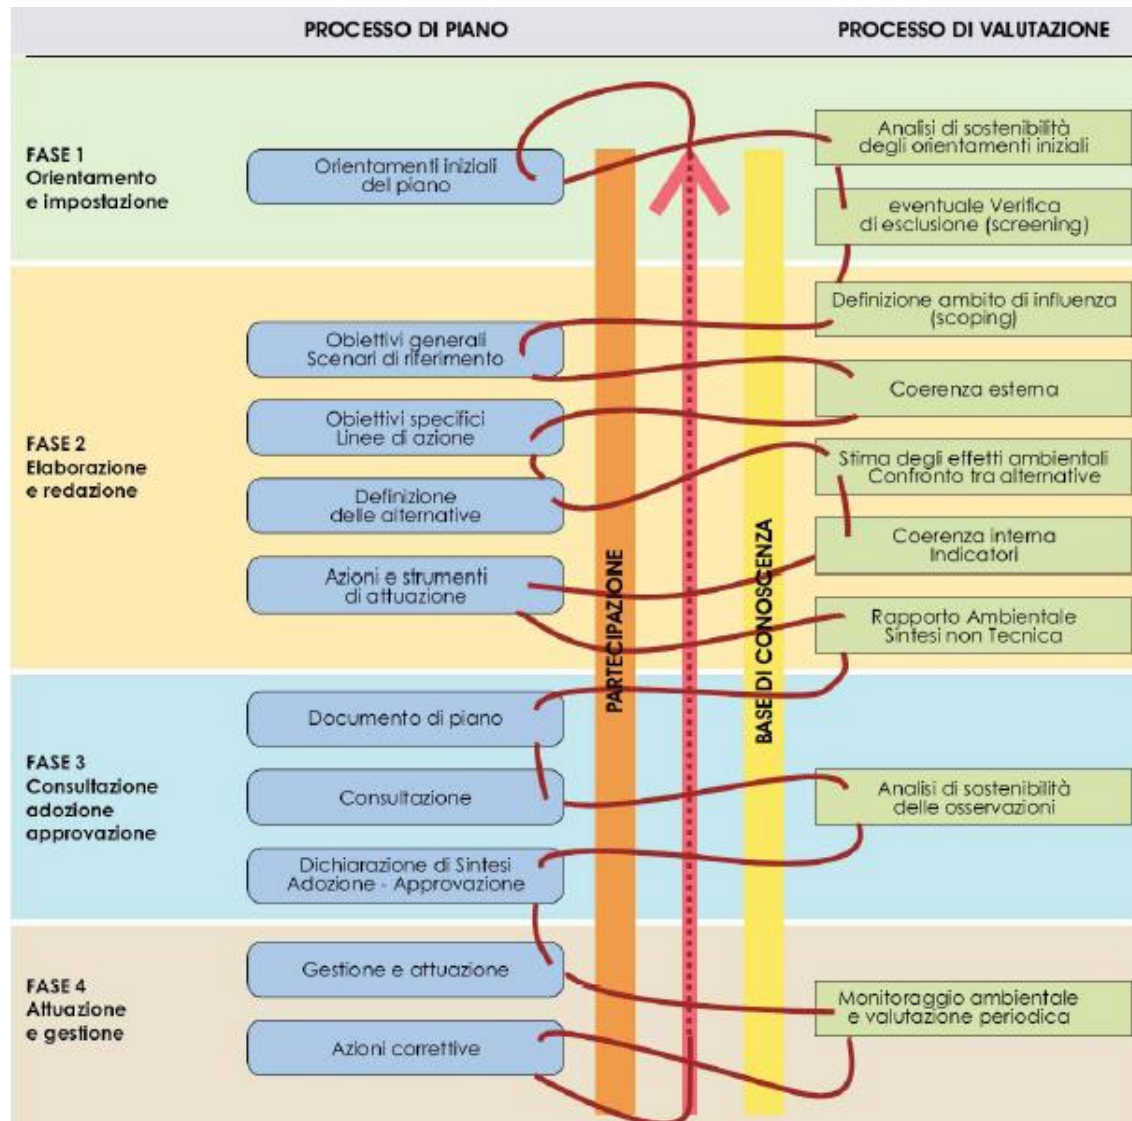 PROCESSO DI PIANO
PROCESSO DI VALUTAZIONE
FASE 1
Orientamento
e impostazione
Orientamenti iniziali
del piano
Analisi di sostenibilità
degli orientamenti iniziali
eventuale Verifica
di esclusione (screening)
FASE 2
Elaborazione
e redazione
Obiettivi generali
Scenari di riferimento
Obiettivi specifici
Linee di azione
Definizione
delle alternative
Azioni e strumenti
di attuazione
Definizione ambito di influenza
(scoping)
Coerenza esterna
Stima degli effetti ambientali
Confronto tra alternative
Coerenza interna
Indicatori
Rapporto Ambientale
Sintesi non Tecnica
PARTECIPAZIONE
BASE DI CONOSCENZA
FASE 3
Consultazione
adozione
approvazione
Documento di piano
Consultazione
Dichiarazione di Sintesi
Adozione - Approvazione
Analisi di sostenibilità
delle osservazioni
FASE 4
Attuazione
e gestione
Gestione e attuazione
Azioni correttive
Monitoraggio ambientale
e valutazione periodica